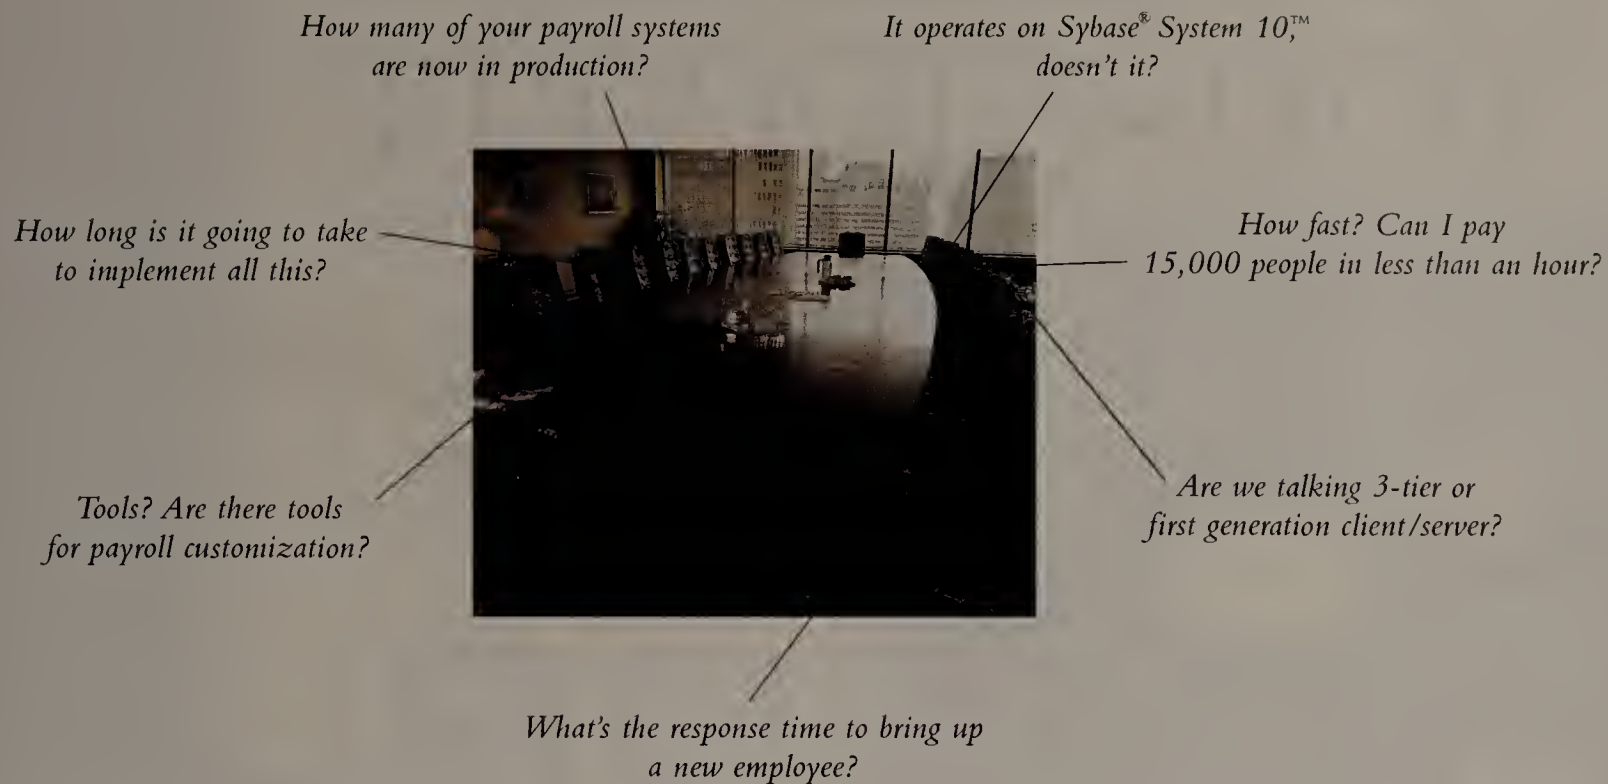 How many of your payroll systems
are now in production?
It operates on Sybase® System 10,™
doesn't it?
How long is it going to take
to implement all this?
How fast? Can I pay
15,000 people in less than an hour?
Tools? Are there tools
for payroll customization?
Are we talking 3-tier or
first generation client/server?
What's the response time to bring up
a new employee?